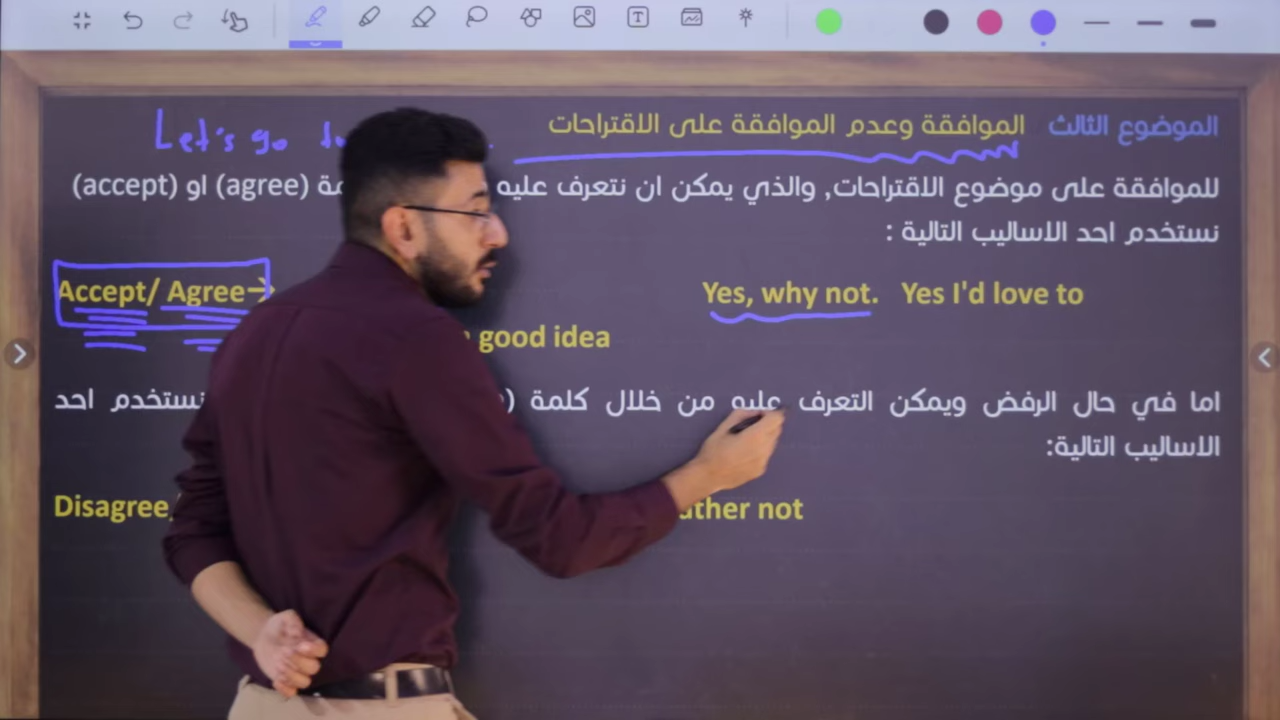 الموضوع الثالث الموافقة وعدم الموافقة على الاقتراحات
Let's go
للموافقة على موضوع الاقتراحات, والذي يمكن ان نتعرف عليه (agree) او (accept)
نستخدم احد الاساليب التالية :
Accept/ Agree→ Yes, why not. Yes I'd love to
good idea
اما في حال الرفض ويمكن التعرف عليه من خلال كلمة ( نستخدم احد
الاساليب التالية:
Disagree not